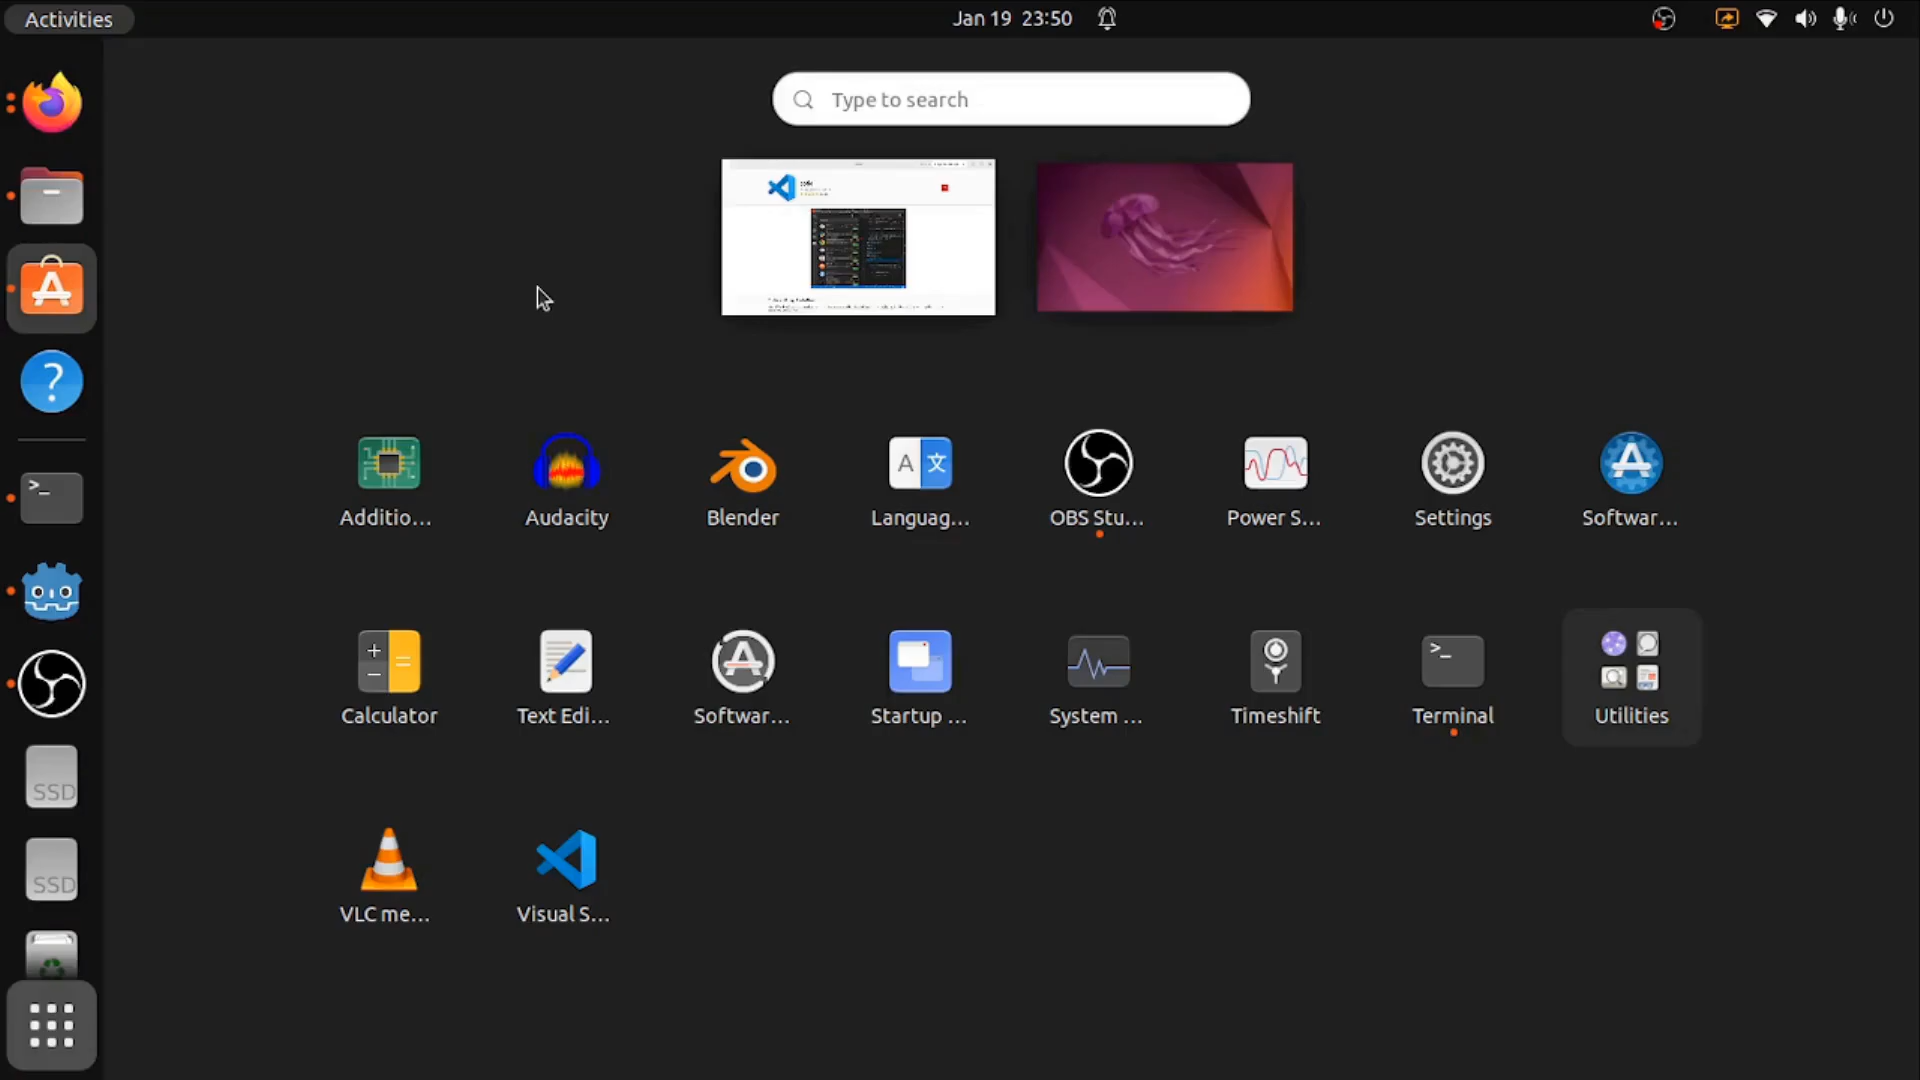 Activities
Jan 19 23:50
Type to search
Additio...
Audacity
Blender
Languag...
OBS Stu...
Power S...
Settings
Softwar...
Calculator
Text Edi...
Softwar...
Startup ...
System ...
Timeshift
Terminal
Utilities
VLC me...
Visual S...
SSD
SSD